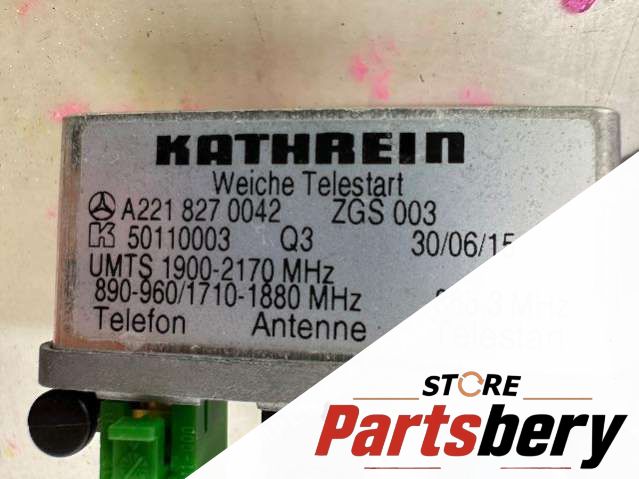 KATHREIN
Weiche Telestart
A221 827 0042 ZGS 003
K 50110003 Q3 30/06/15
UMTS 1900-2170 MHz
890-960/1710-1880 MHz MHz
Telefon Antenne Telestart
STORE
Partsbery